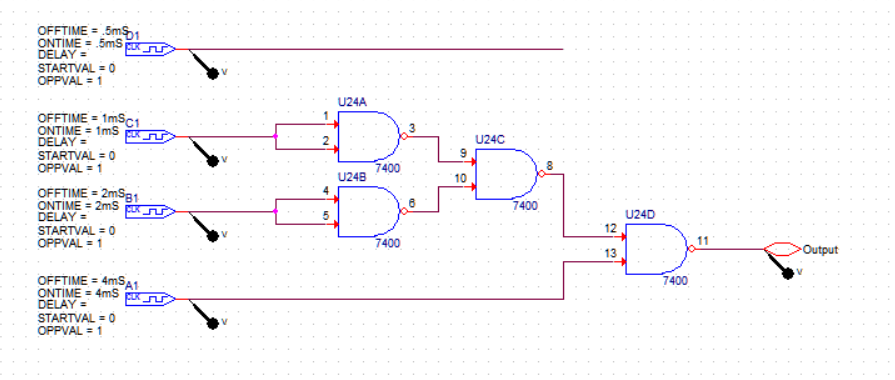 OFFTIME = .5mS
D1
ONTIME = .5mS
CLK
DELAY =
STARTVAL = 0
OPPVAL = 1
V
OFFTIME = 1mS
C1
ONTIME = 1mS
CLK
DELAY =
STARTVAL = 0
OPPVAL = 1
V
U24A
1
2
3
7400
OFFTIME = 2mS
B1
ONTIME = 2mS
CLK
DELAY =
STARTVAL = 0
OPPVAL = 1
V
U24B
4
5
6
7400
U24C
9
10
8
7400
U24D
12
13
11
7400
Output
V
OFFTIME = 4mS
A1
ONTIME = 4mS
CLK
DELAY =
STARTVAL = 0
OPPVAL = 1
V